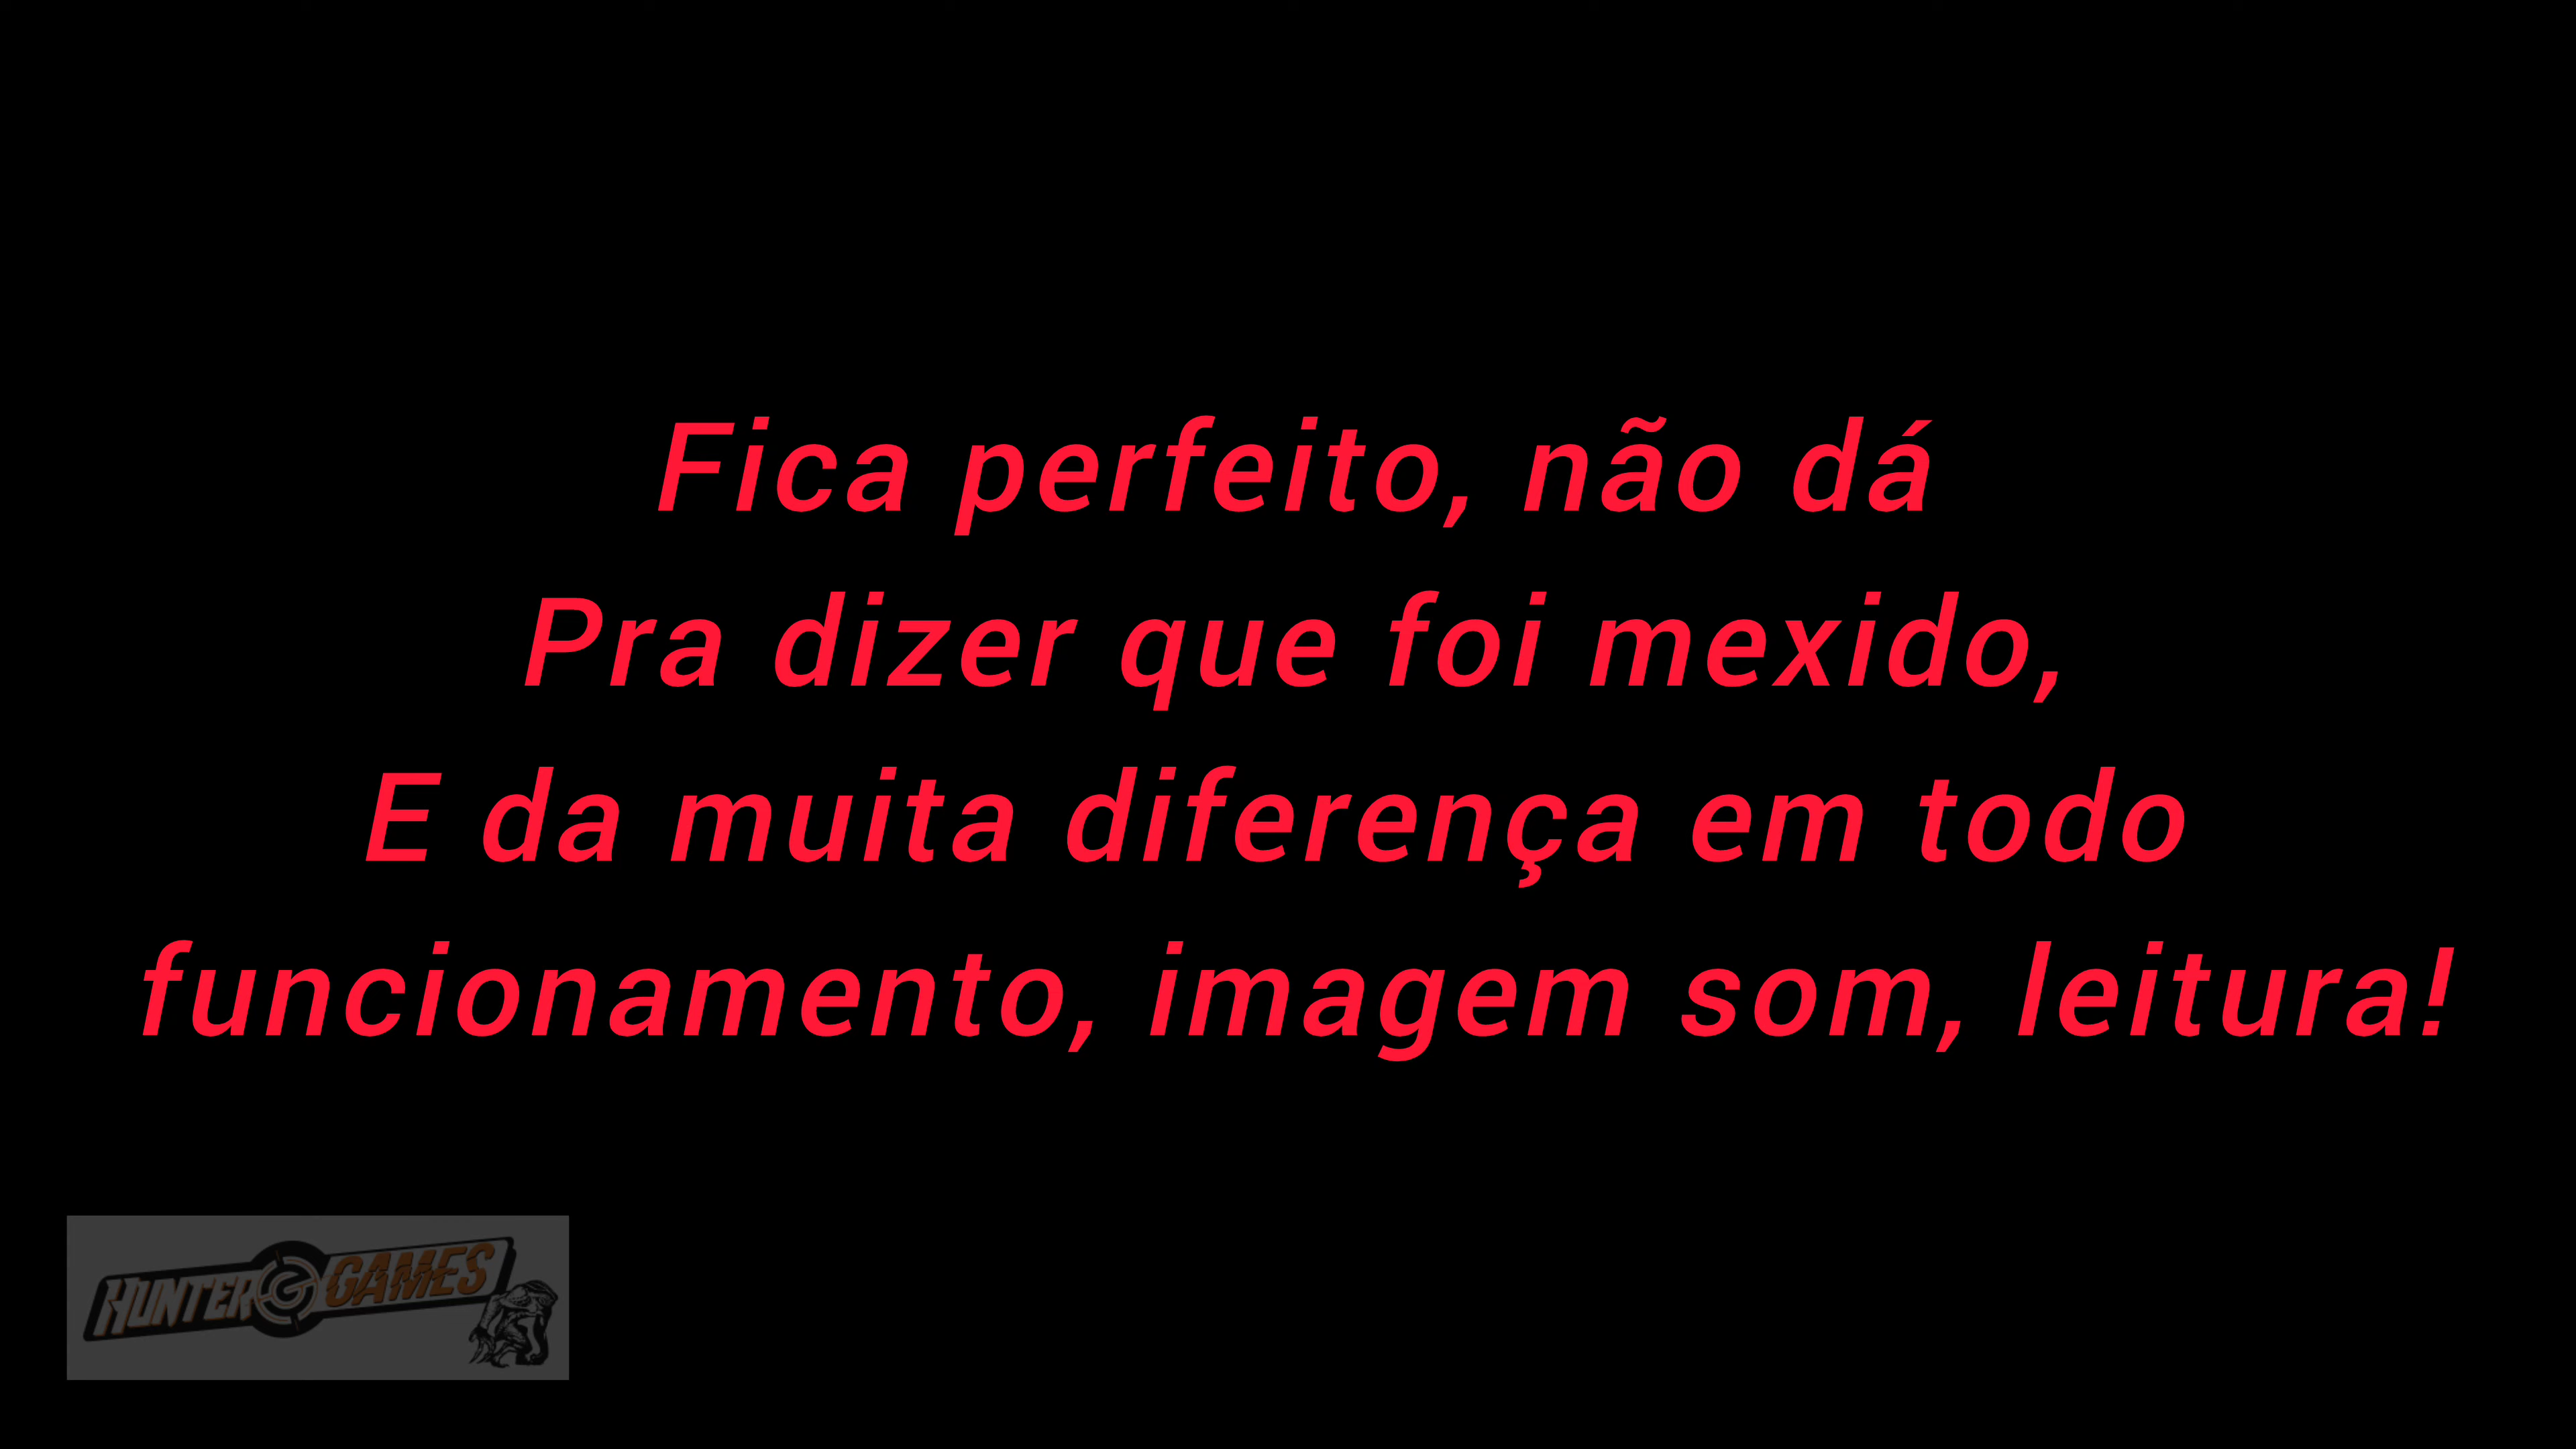 Fica perfeito, não dá
Pra dizer que foi mexido,
E da muita diferença em todo
funcionamento, imagem som, leitura!
HUNTER G GAMES